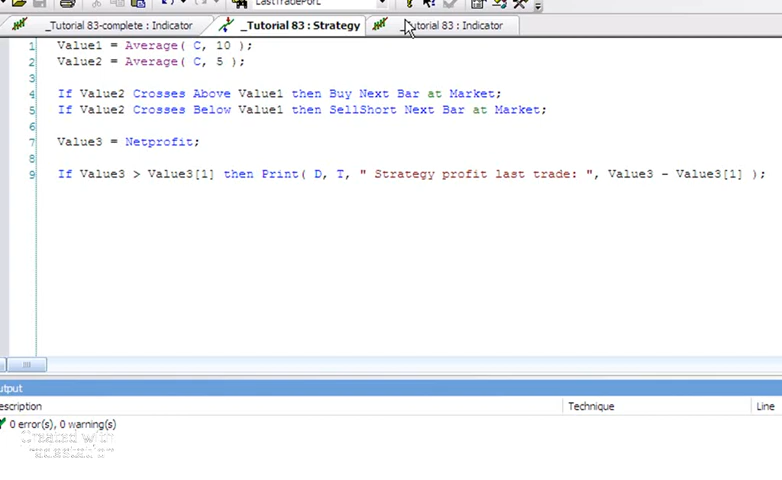 _Tutorial 83-complete : Indicator
_Tutorial 83 : Strategy
Tutorial 83 : Indicator
1 Value1 = Average( C, 10 );
2 Value2 = Average( C, 5 );
4 If Value2 Crosses Above Value1 then Buy Next Bar at Market;
5 If Value2 Crosses Below Value1 then SellShort Next Bar at Market;
6
7 Value3 = Netprofit;
8
9 If Value3 > Value3[1] then Print( D, T, " Strategy profit last trade: ", Value3 - Value3[1] );
utput
escription Technique Line
0 error(s), 0 warning(s)
Created with